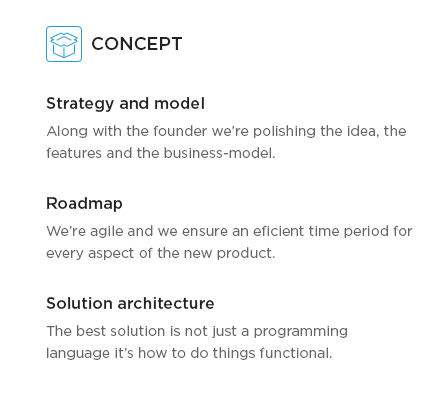 CONCEPT
Strategy and model
Along with the founder we're polishing the idea, the
features and the business-model.
Roadmap
We're agile and we ensure an eficient time period for
every aspect of the new product.
Solution architecture
The best solution is not just a programming
language it's how to do things functional.